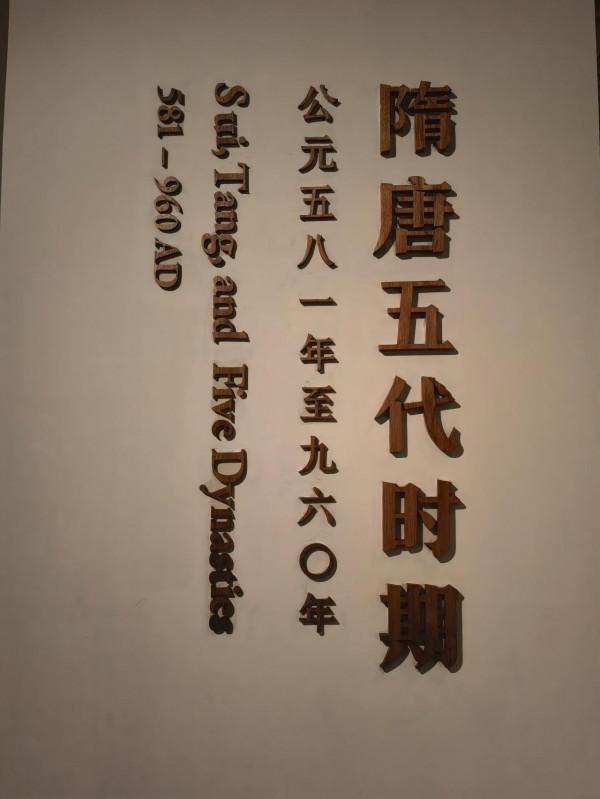 隋唐五代时期
公元五八一年至九六〇年
Sui, Tang, and Five Dynasties
581 – 960 AD